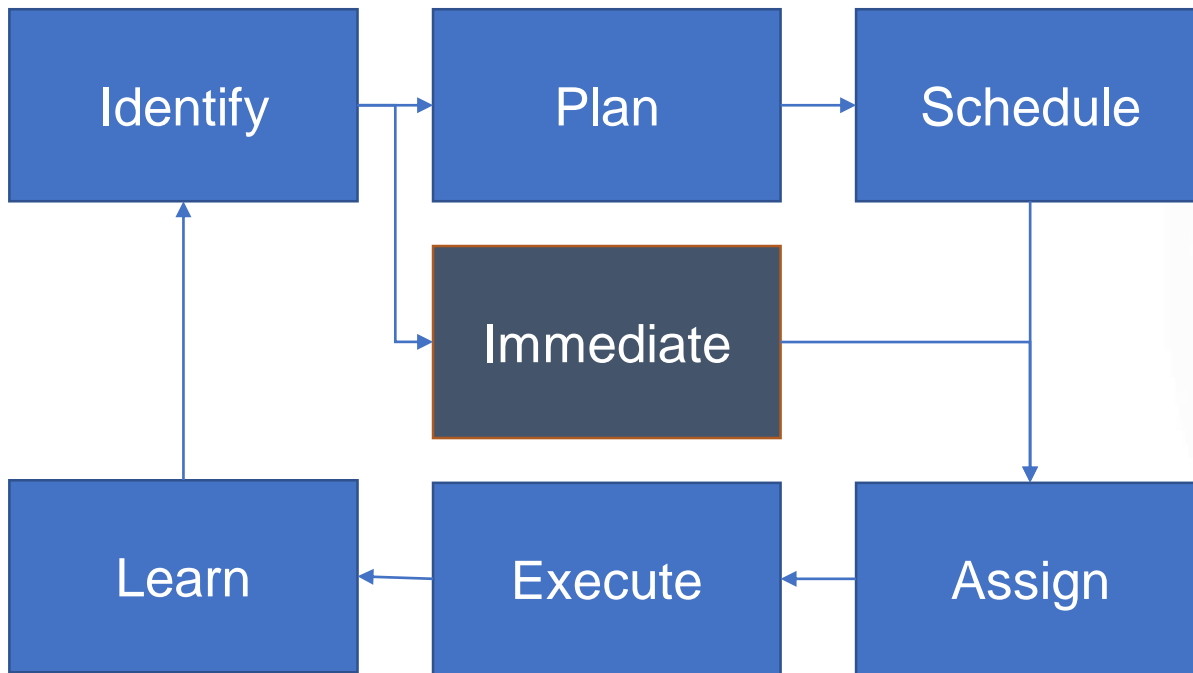 Identify
Plan
Schedule
Immediate
Learn
Execute
Assign